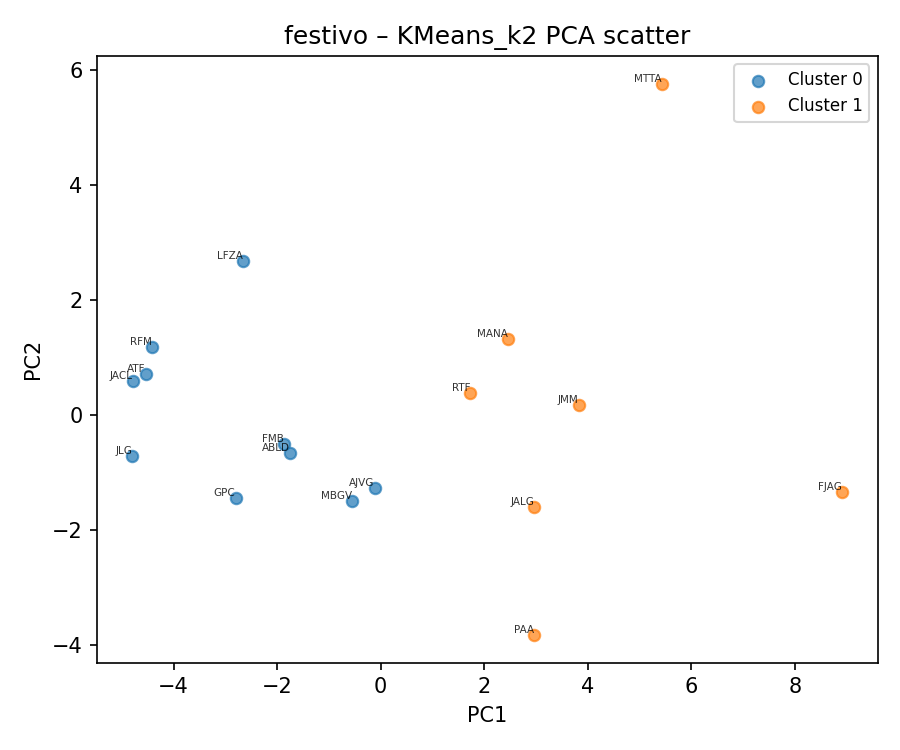 festivo – KMeans_k2 PCA scatter
Cluster 0
Cluster 1
MTTA
LFZA
RFM
ATF
JACL
JLG
FMB
ABLD
GPC
AJVG
MBGV
MANA
RTF
JMM
JALG
FJAG
PAA
6
4
2
0
−2
−4
PC2
−4
−2
0
2
4
6
8
PC1